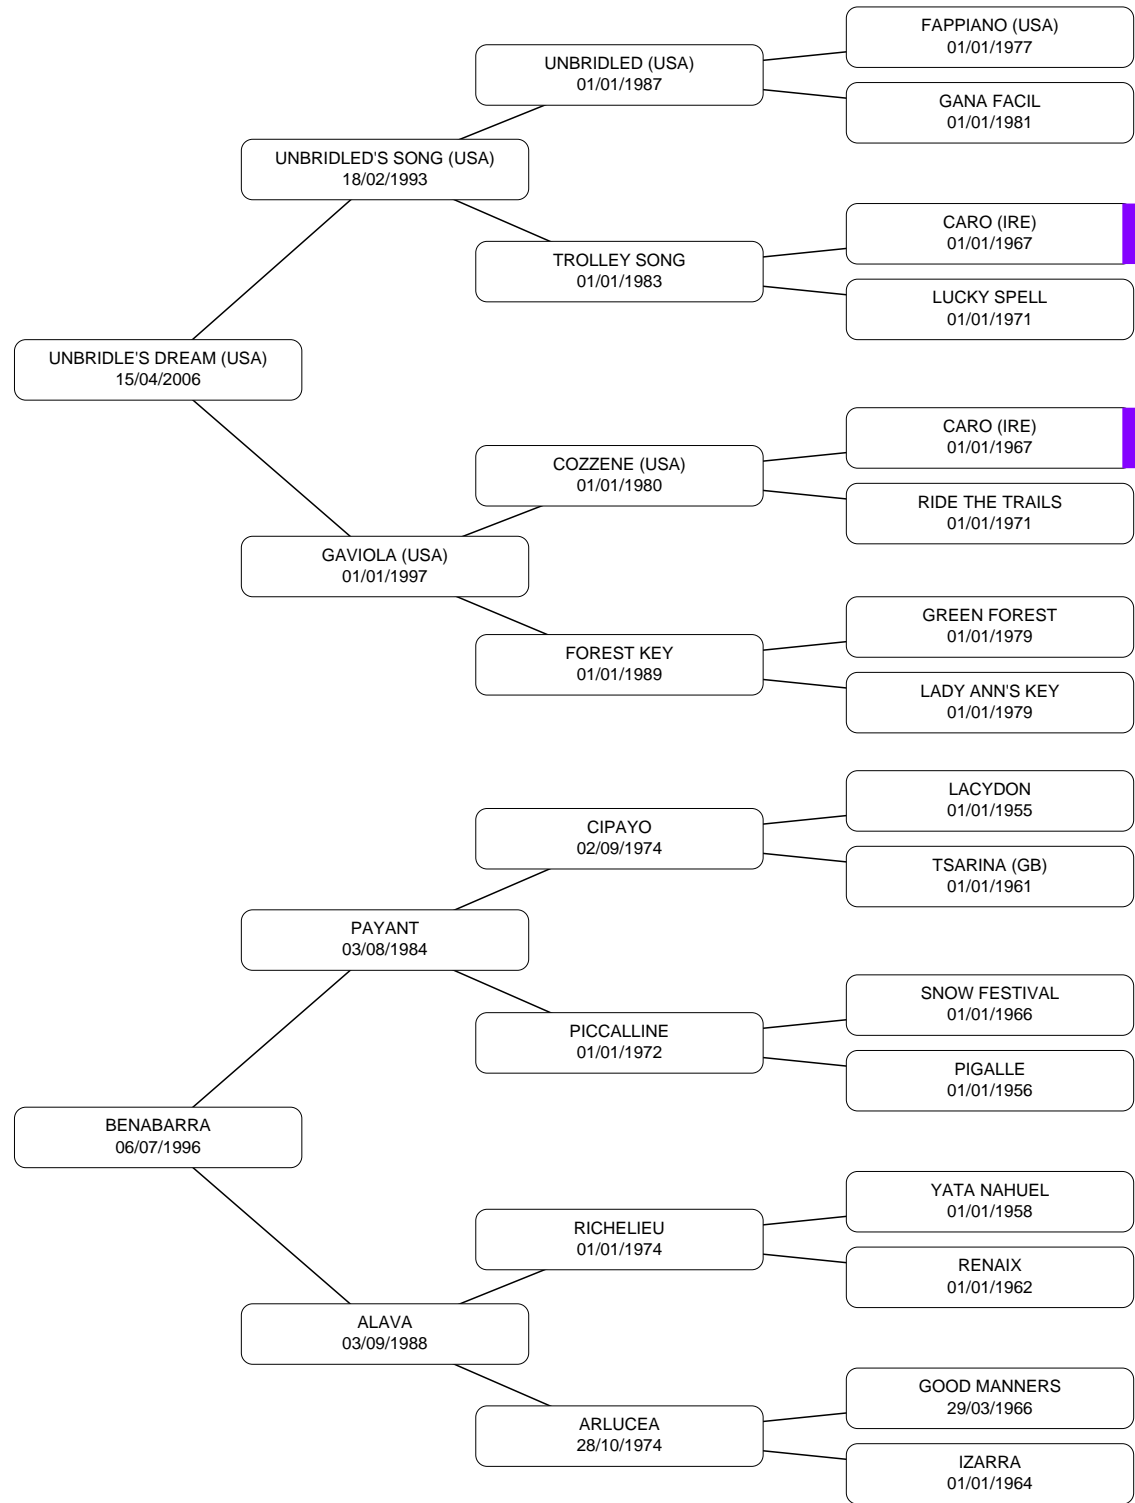 FAPPIANO (USA)
01/01/1977
UNBRIDLED (USA)
01/01/1987
GANA FACIL
01/01/1981
UNBRIDLED'S SONG (USA)
18/02/1993
CARO (IRE)
01/01/1967
TROLLEY SONG
01/01/1983
LUCKY SPELL
01/01/1971
UNBRIDLE'S DREAM (USA)
15/04/2006
CARO (IRE)
01/01/1967
COZZENE (USA)
01/01/1980
RIDE THE TRAILS
01/01/1971
GAVIOLA (USA)
01/01/1997
GREEN FOREST
01/01/1979
FOREST KEY
01/01/1989
LADY ANN'S KEY
01/01/1979
LACYDON
01/01/1955
CIPAYO
02/09/1974
TSARINA (GB)
01/01/1961
PAYANT
03/08/1984
SNOW FESTIVAL
01/01/1966
PICCALLINE
01/01/1972
PIGALLE
01/01/1956
BENABARRA
06/07/1996
YATA NAHUEL
01/01/1958
RICHELIEU
01/01/1974
RENAIX
01/01/1962
ALAVA
03/09/1988
GOOD MANNERS
29/03/1966
ARLUCEA
28/10/1974
IZARRA
01/01/1964